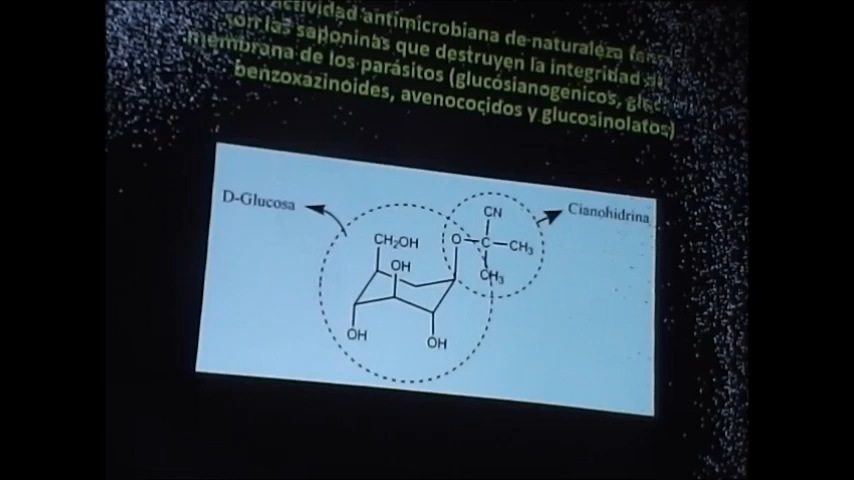 actividad antimicrobiana de naturaleza
son las saponinas que destruyen la integridad
membrana de los parásitos (glucósianogenicos,
benzoxazinoides, avenococidos y glucosinolatos)
D-Glucosa
Cianohidrina
CN
CH₂OH
O
C
CH₃
OH
CH₃
OH
OH